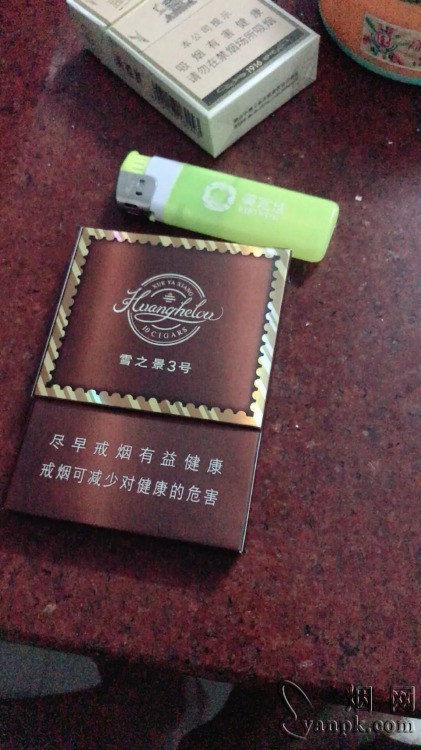 本公司提示
吸烟有害健康
请勿在禁烟场所吸烟
1916
XUE YA XIANG
Huanghelou
10 CIGARS
雪之景3号
尽早戒烟有益健康
戒烟可减少对健康的危害
烟网
yanpk.com